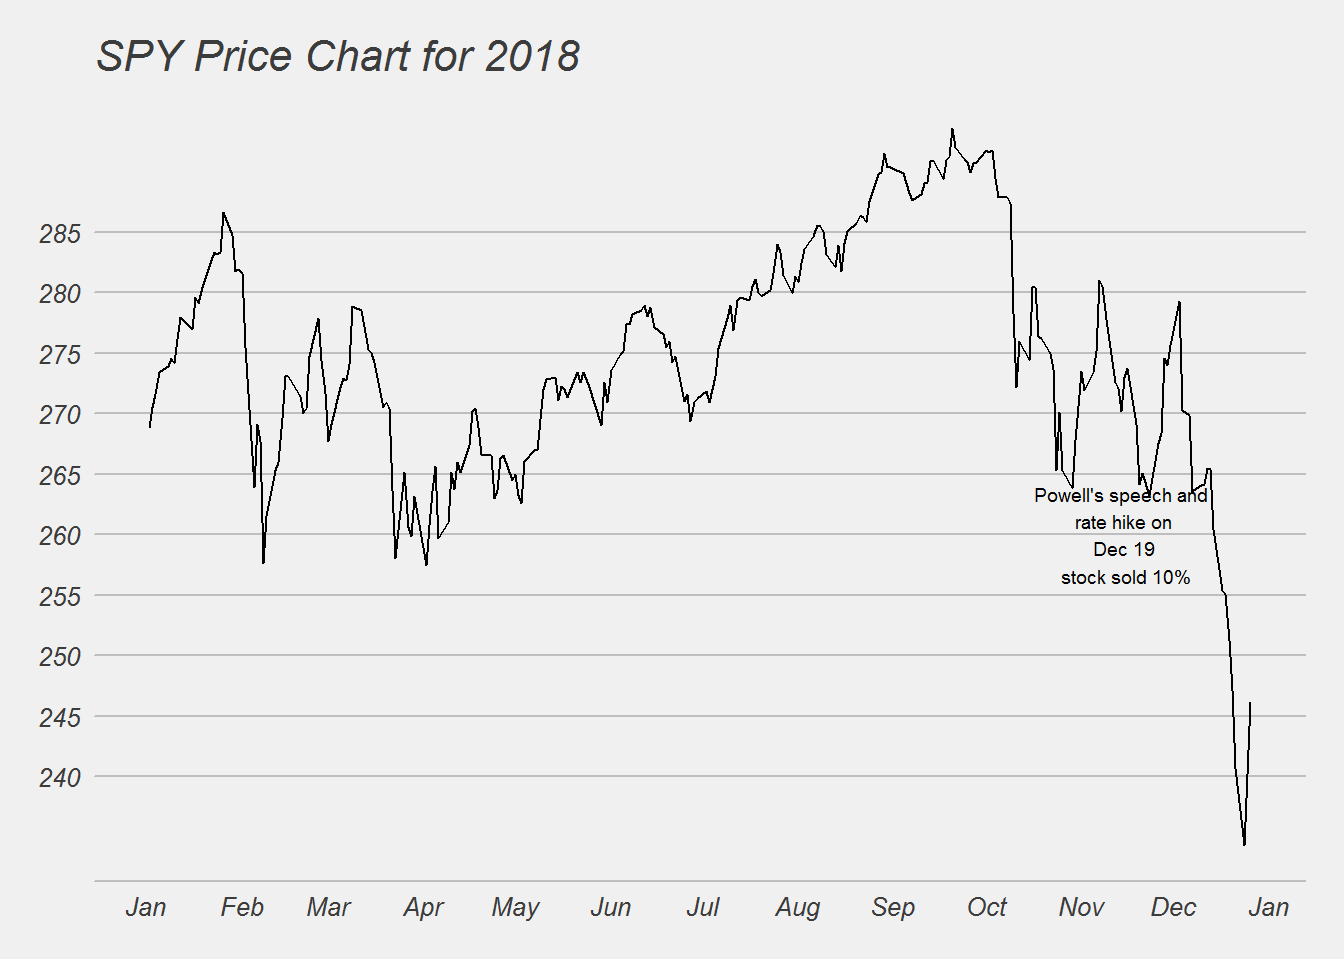 SPY Price Chart for 2018
285
280
275
270
265
260
255
250
245
240
Powell's speech and
rate hike on
Dec 19
stock sold 10%
Jan Feb Mar Apr May Jun Jul Aug Sep Oct Nov Dec Jan